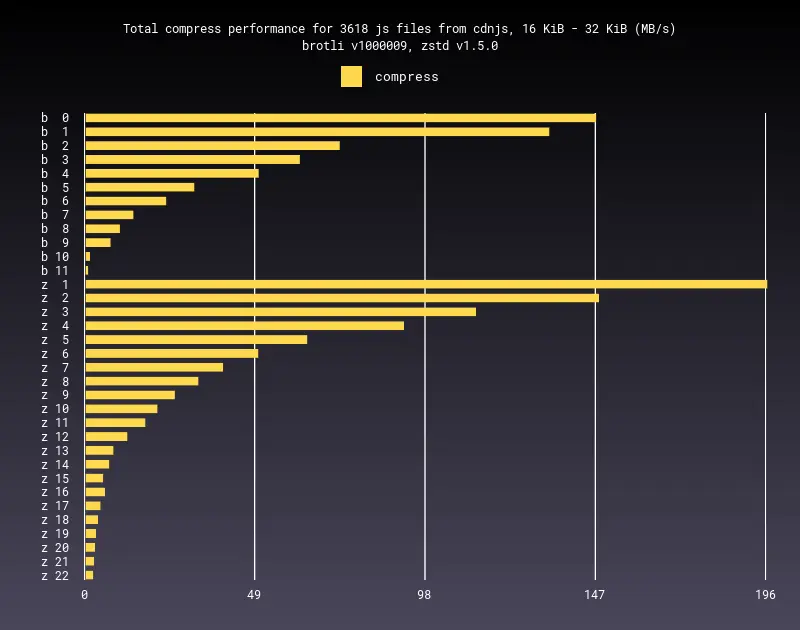 Total compress performance for 3618 js files from cdnjs, 16 KiB - 32 KiB (MB/s)
brotli v1000009, zstd v1.5.0
compress
b 0
b 1
b 2
b 3
b 4
b 5
b 6
b 7
b 8
b 9
b 10
b 11
z 1
z 2
z 3
z 4
z 5
z 6
z 7
z 8
z 9
z 10
z 11
z 12
z 13
z 14
z 15
z 16
z 17
z 18
z 19
z 20
z 21
z 22
0 49 98 147 196